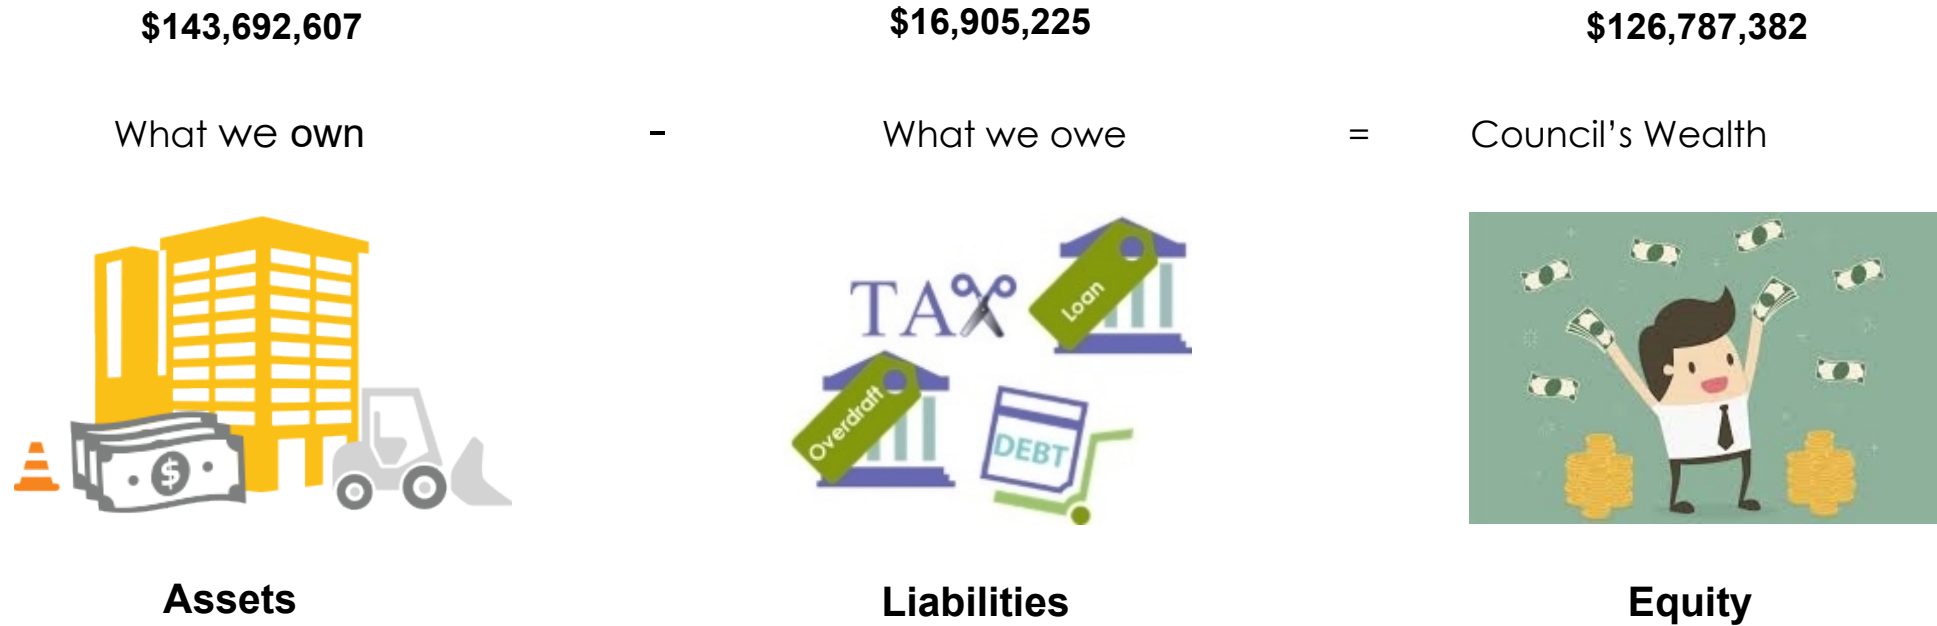 $143,692,607 $16,905,225 $126,787,382
What we own - What we owe = Council’s Wealth
TAX
Loan
Overdraft
DEBT
$
Assets Liabilities Equity